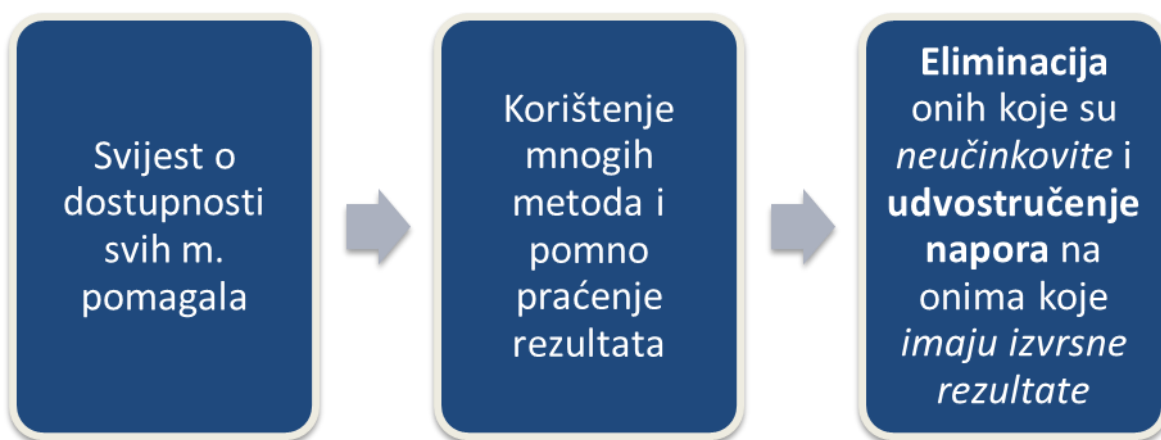 Svijest o
dostupnosti
svih m.
pomagala
Korištenje
mnogih
metoda i
pomno
praćenje
rezultata
Eliminacija
onih koje su
neučinkovite i
udvostručenje
napora na
onima koje
imaju izvrsne
rezultate